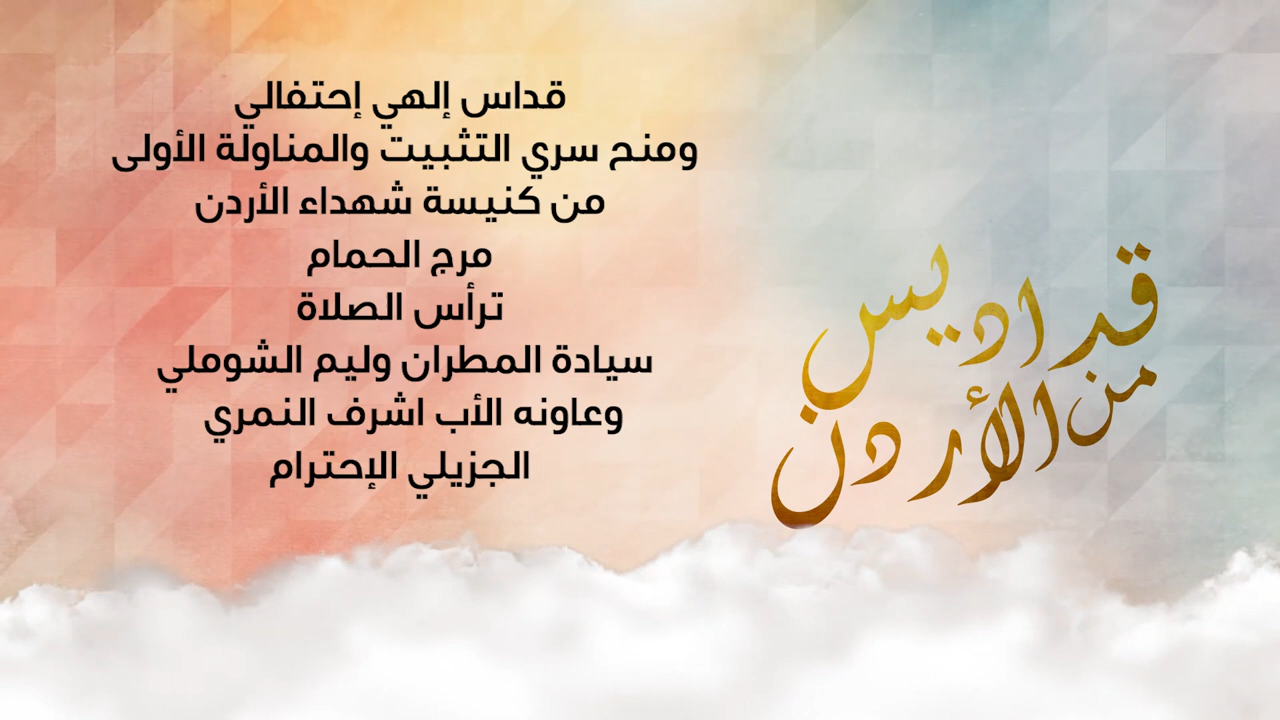 قداس إلهي إحتفالي
ومنح سري التثبيت والمناولة الأولى
من كنيسة شهداء الأردن
مرج الحمام
ترأس الصلاة
سيادة المطران وليم الشوملي
وعاونه الأب اشرف النمري
الجزيلي الإحترام
قداديس
من الأردن